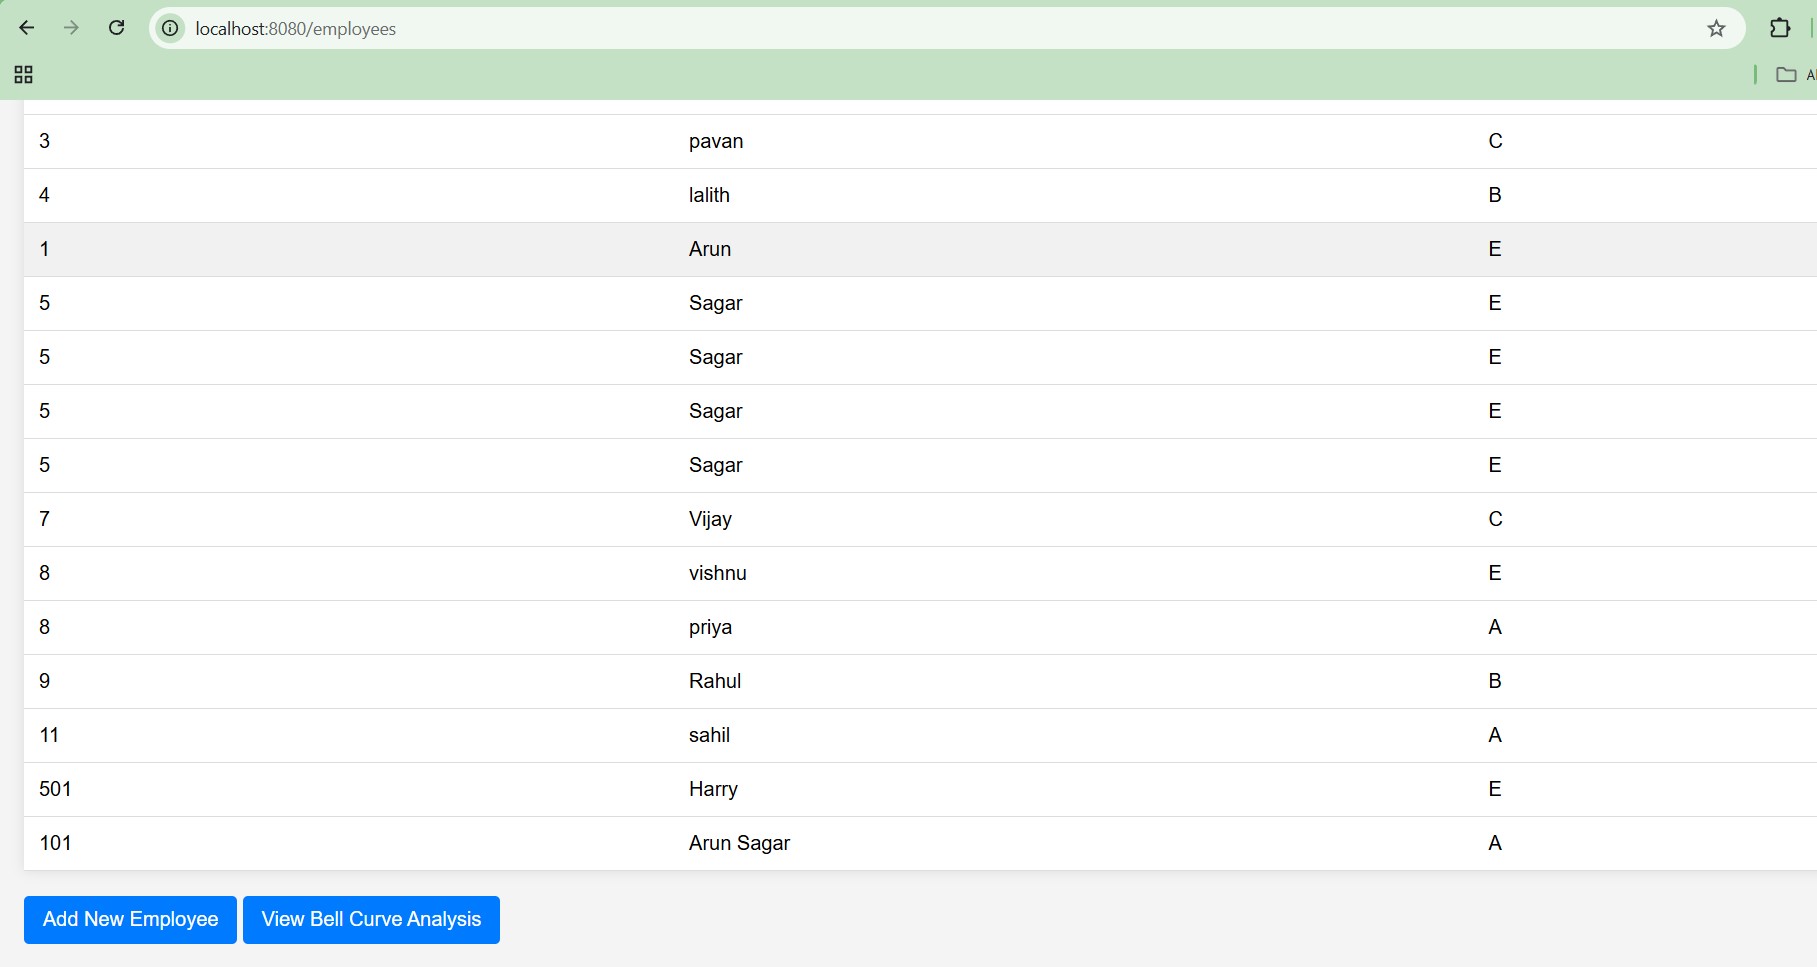 localhost:8080/employees
3 pavan C
4 lalith B
1 Arun E
5 Sagar E
5 Sagar E
5 Sagar E
5 Sagar E
7 Vijay C
8 vishnu E
8 priya A
9 Rahul B
11 sahil A
501 Harry E
101 Arun Sagar A
Add New Employee View Bell Curve Analysis